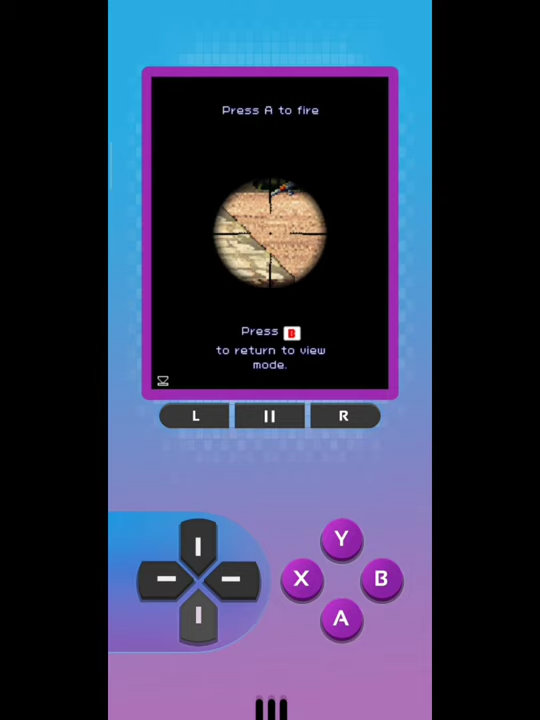 Press A to fire
Press B
to return to view
mode.
L
R
Y
X
B
A